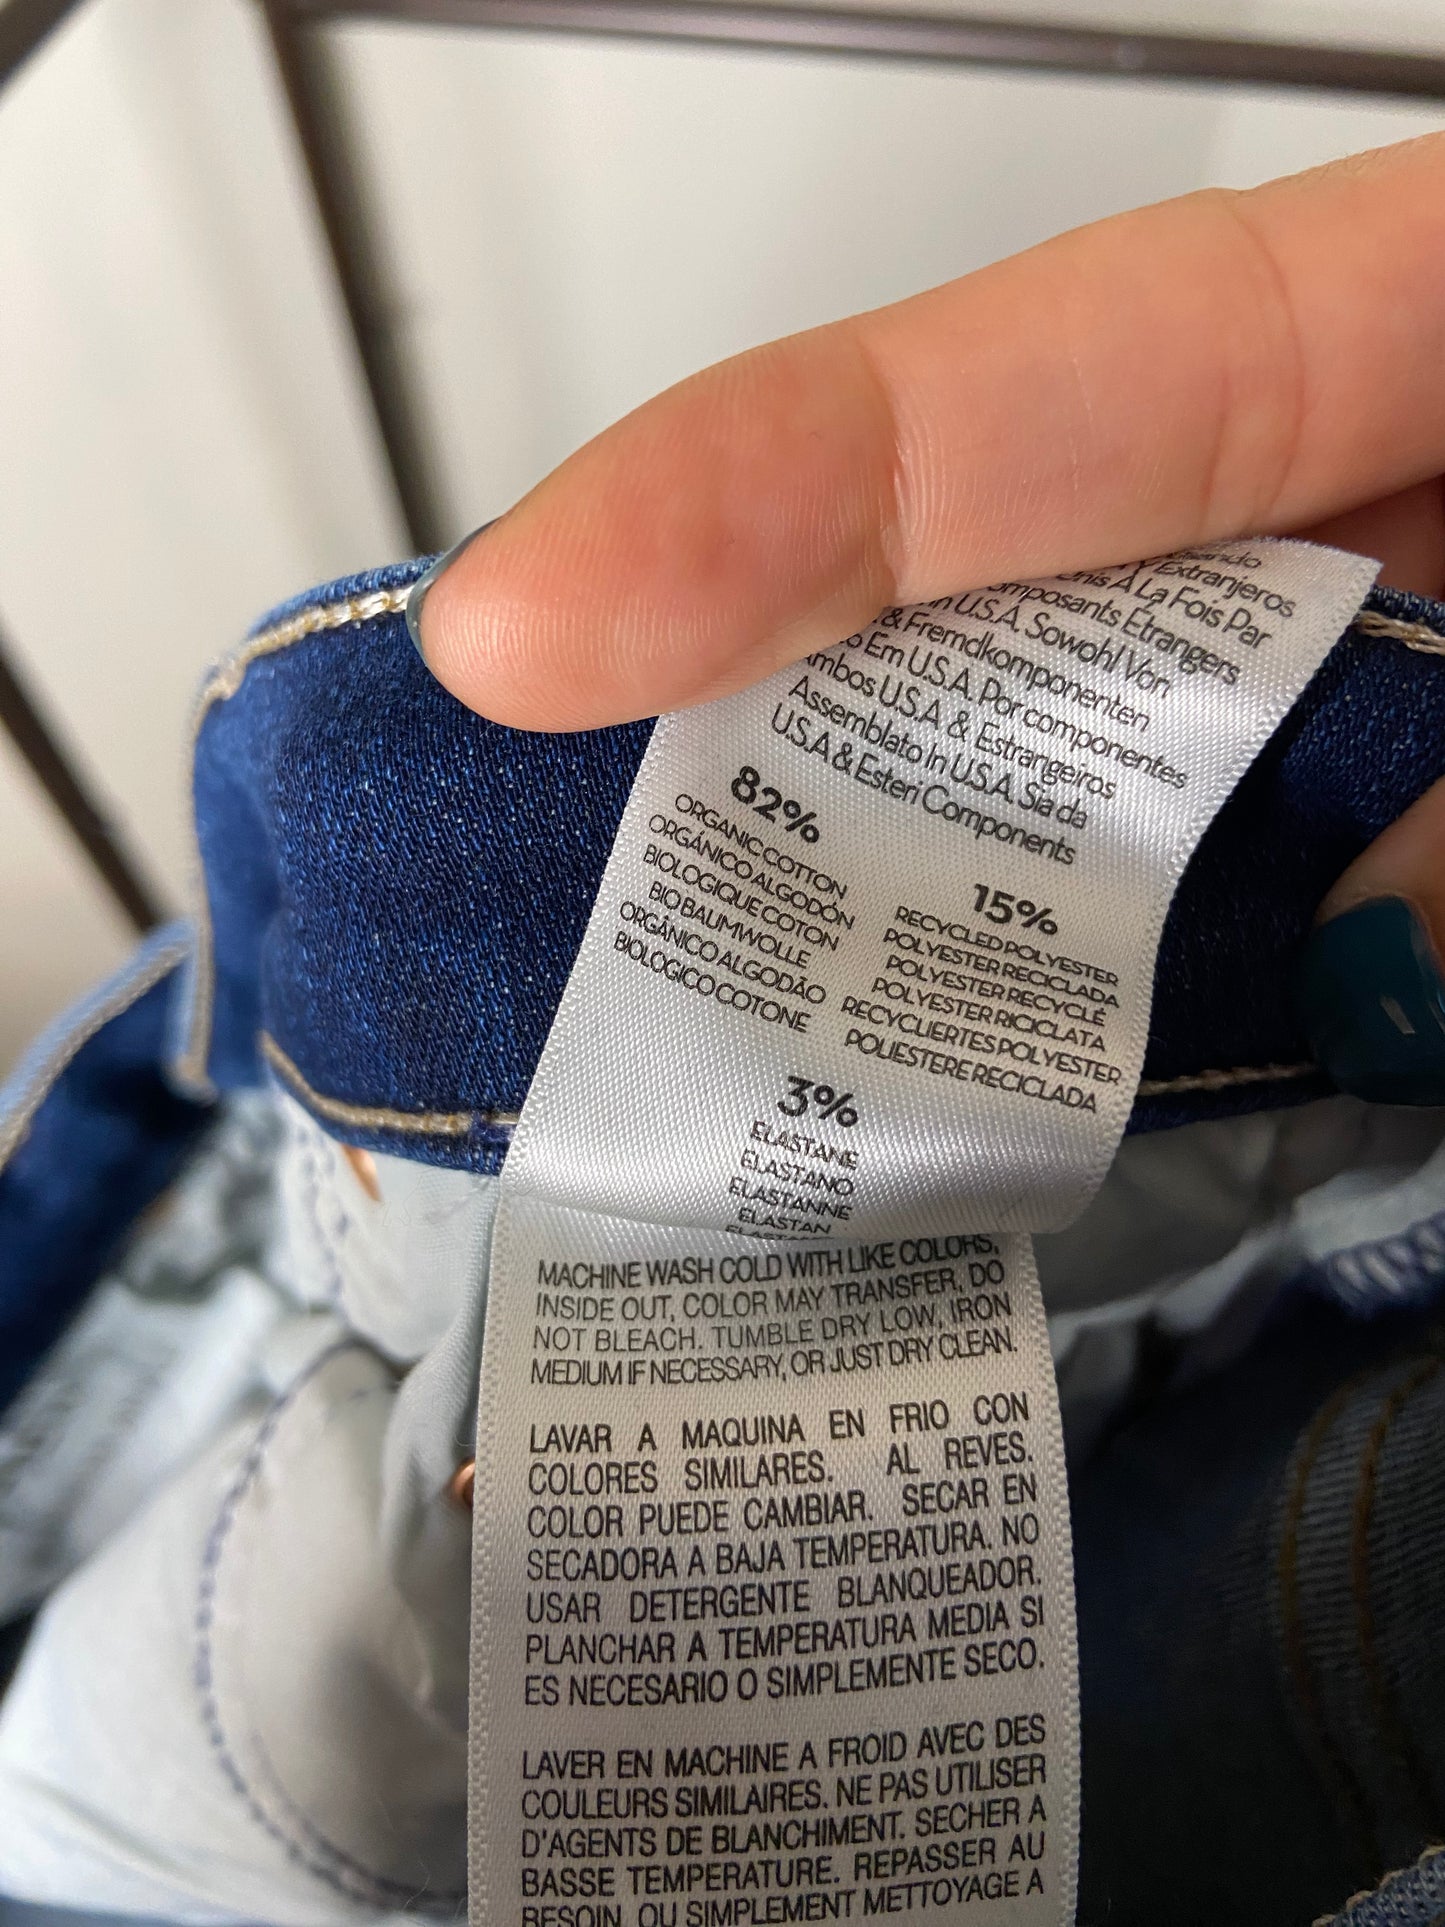 Y Extranjeros
Unis À La Fois Par
omposants Étrangers
n U.S.A. Sowohl Von
& Fremdkomponenten
Em U.S.A. Por componentes
mbos U.S.A & Estrangeiros
Assemblato In U.S.A. Sia da
U.S.A & Esteri Components
82%
ORGANIC COTTON
ORGÁNICO ALGODÓN
BIOLOGIQUE COTON
BIO BAUMWOLLE
ORGÂNICO ALGODÃO
BIOLOGICO COTONE
15%
RECYCLED POLYESTER
POLYESTER RECICLADA
POLYESTER RECYCLÉ
POLYESTER RICICLATA
RECYCLIERTES POLYESTER
POLIESTERE RECICLADA
3%
ELASTANE
ELASTANO
ELASTANNE
ELASTAN
MACHINE WASH COLD WITH LIKE COLORS,
INSIDE OUT, COLOR MAY TRANSFER, DO
NOT BLEACH. TUMBLE DRY LOW, IRON
MEDIUM IF NECESSARY, OR JUST DRY CLEAN.
LAVAR A MAQUINA EN FRIO CON
COLORES SIMILARES. AL REVES.
COLOR PUEDE CAMBIAR. SECAR EN
SECADORA A BAJA TEMPERATURA. NO
USAR DETERGENTE BLANQUEADOR.
PLANCHAR A TEMPERATURA MEDIA SI
ES NECESARIO O SIMPLEMENTE SECO.
LAVER EN MACHINE A FROID AVEC DES
COULEURS SIMILAIRES. NE PAS UTILISER
D'AGENTS DE BLANCHIMENT. SECHER A
BASSE TEMPERATURE. REPASSER AU
BESOIN, OU SIMPLEMENT METTOYAGE A